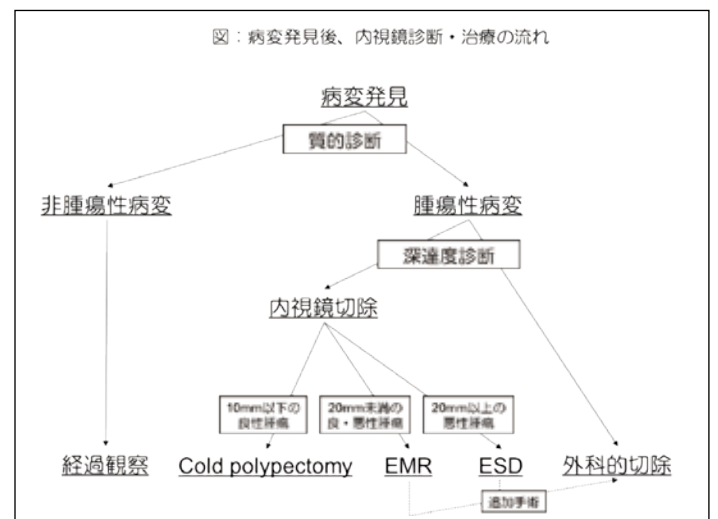 図：病変発見後、内視鏡診断・治療の流れ
病変発見
質的診断
非腫瘍性病変
腫瘍性病変
深達度診断
内視鏡切除
10mm以下の
良性腫瘍
20mm未満の
良・悪性腫瘍
20mm以上の
悪性腫瘍
経過観察
Cold polypectomy
EMR
ESD
外科的切除
追加手術